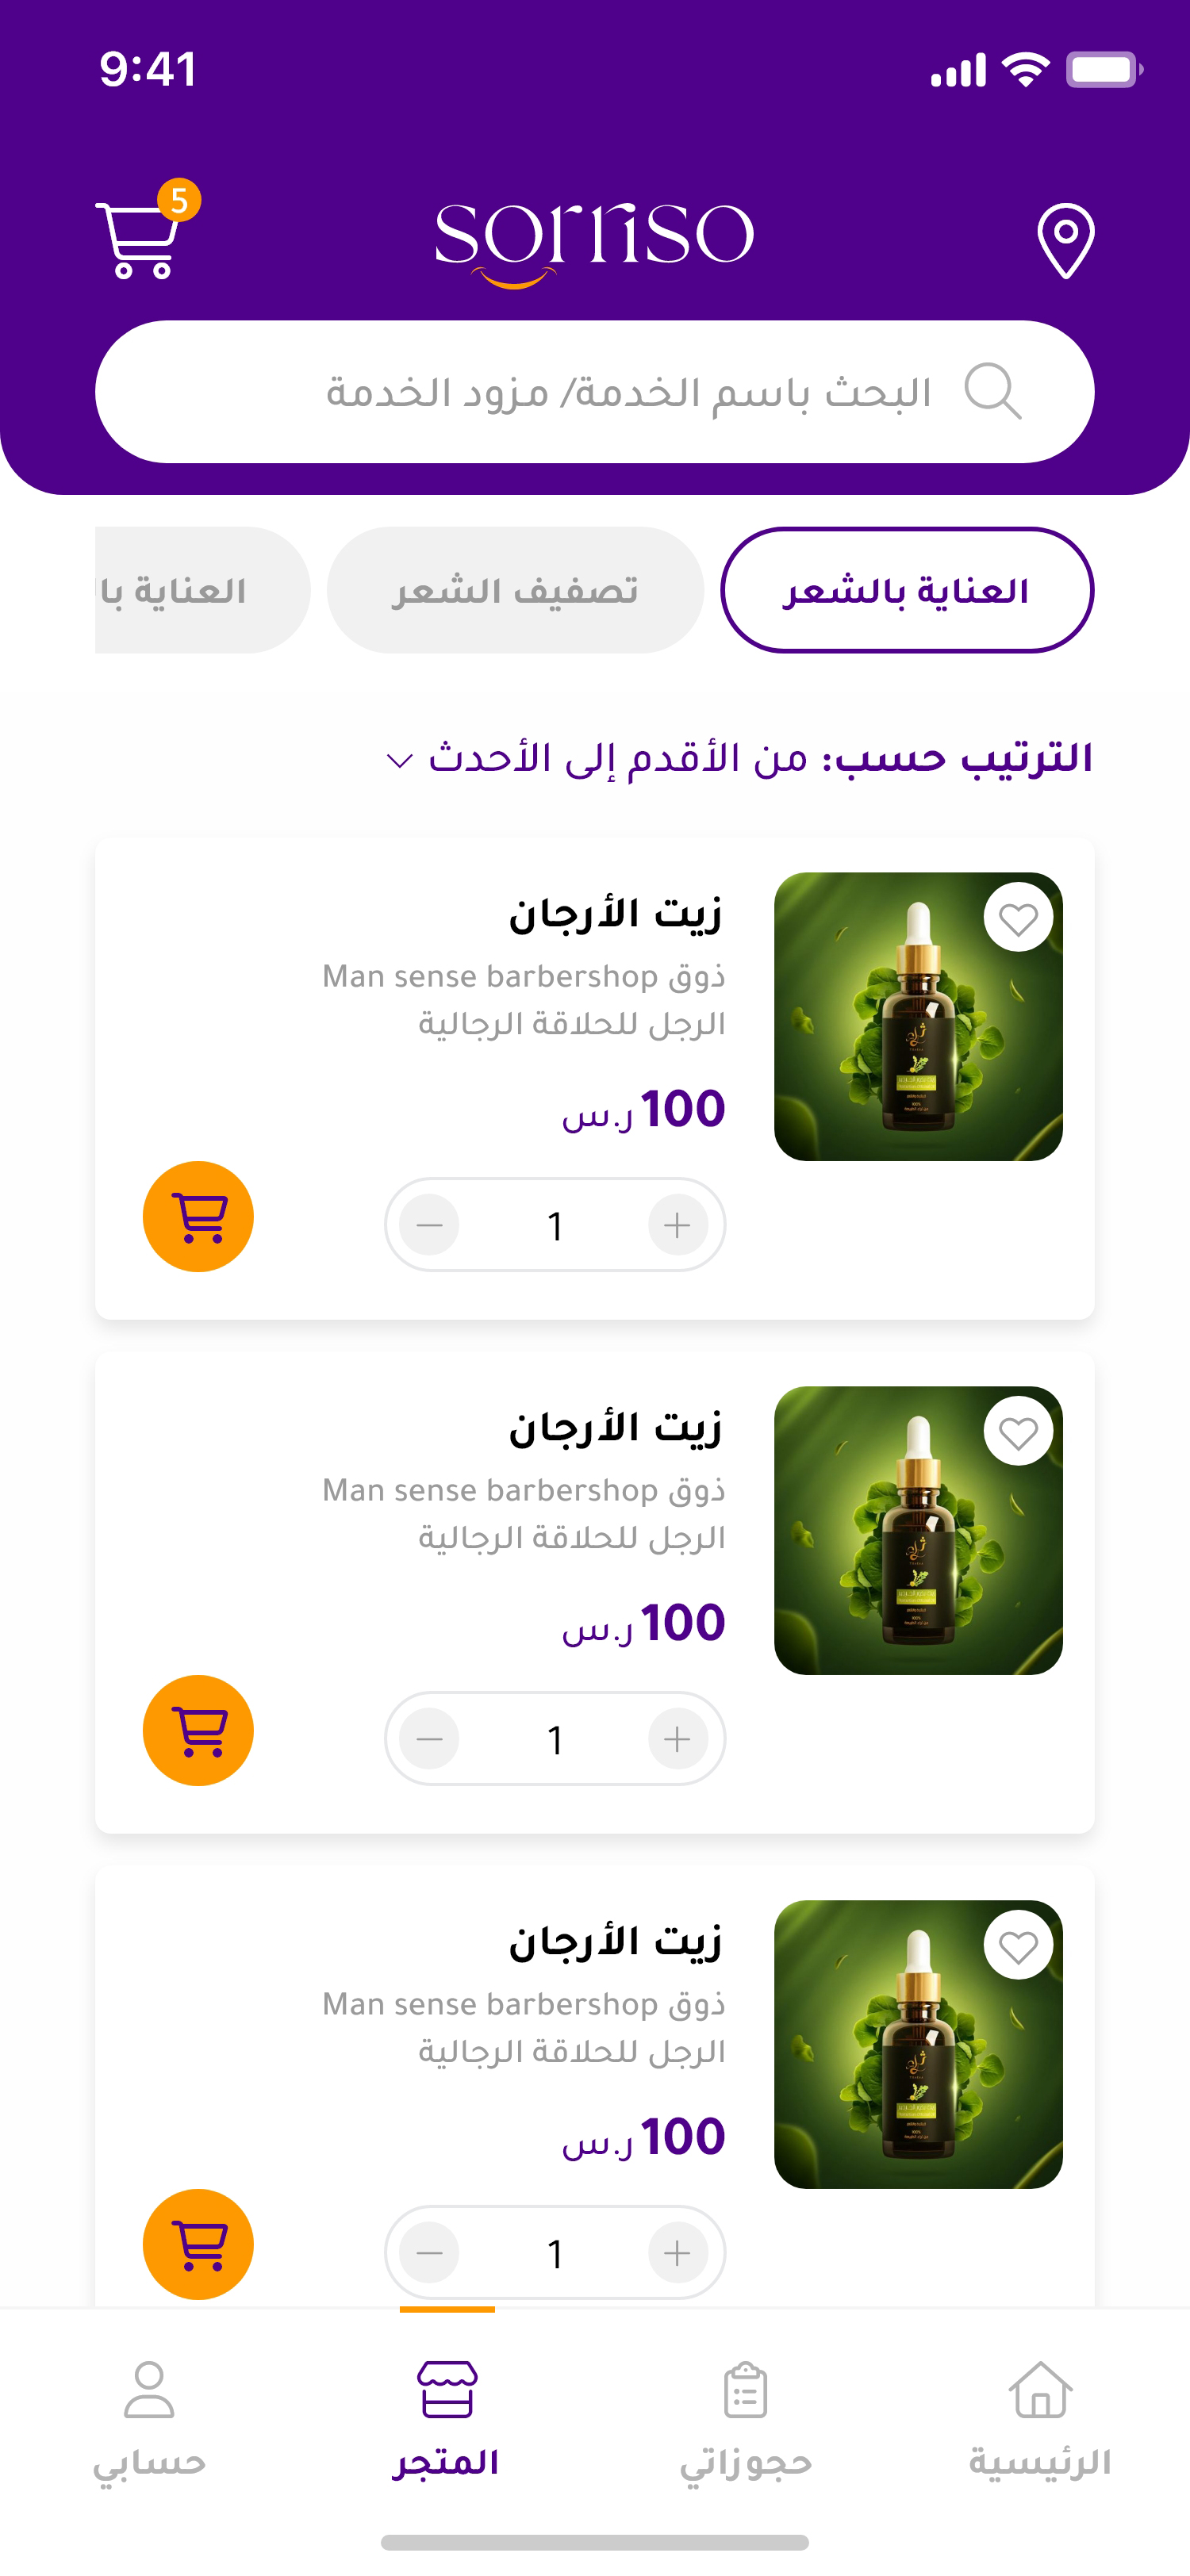 9:41
5
sorriso
البحث باسم الخدمة/ مزود الخدمة
العناية بالشعر
تصفيف الشعر
العناية با
الترتيب حسب: من الأقدم إلى الأحدث
زيت الأرجان
ذوق Man sense barbershop
الرجل للحلاقة الرجالية
100 ر.س
1
زيت الأرجان
ذوق Man sense barbershop
الرجل للحلاقة الرجالية
100 ر.س
1
زيت الأرجان
ذوق Man sense barbershop
الرجل للحلاقة الرجالية
100 ر.س
1
الرئيسية
حجوزاتي
المتجر
حسابي